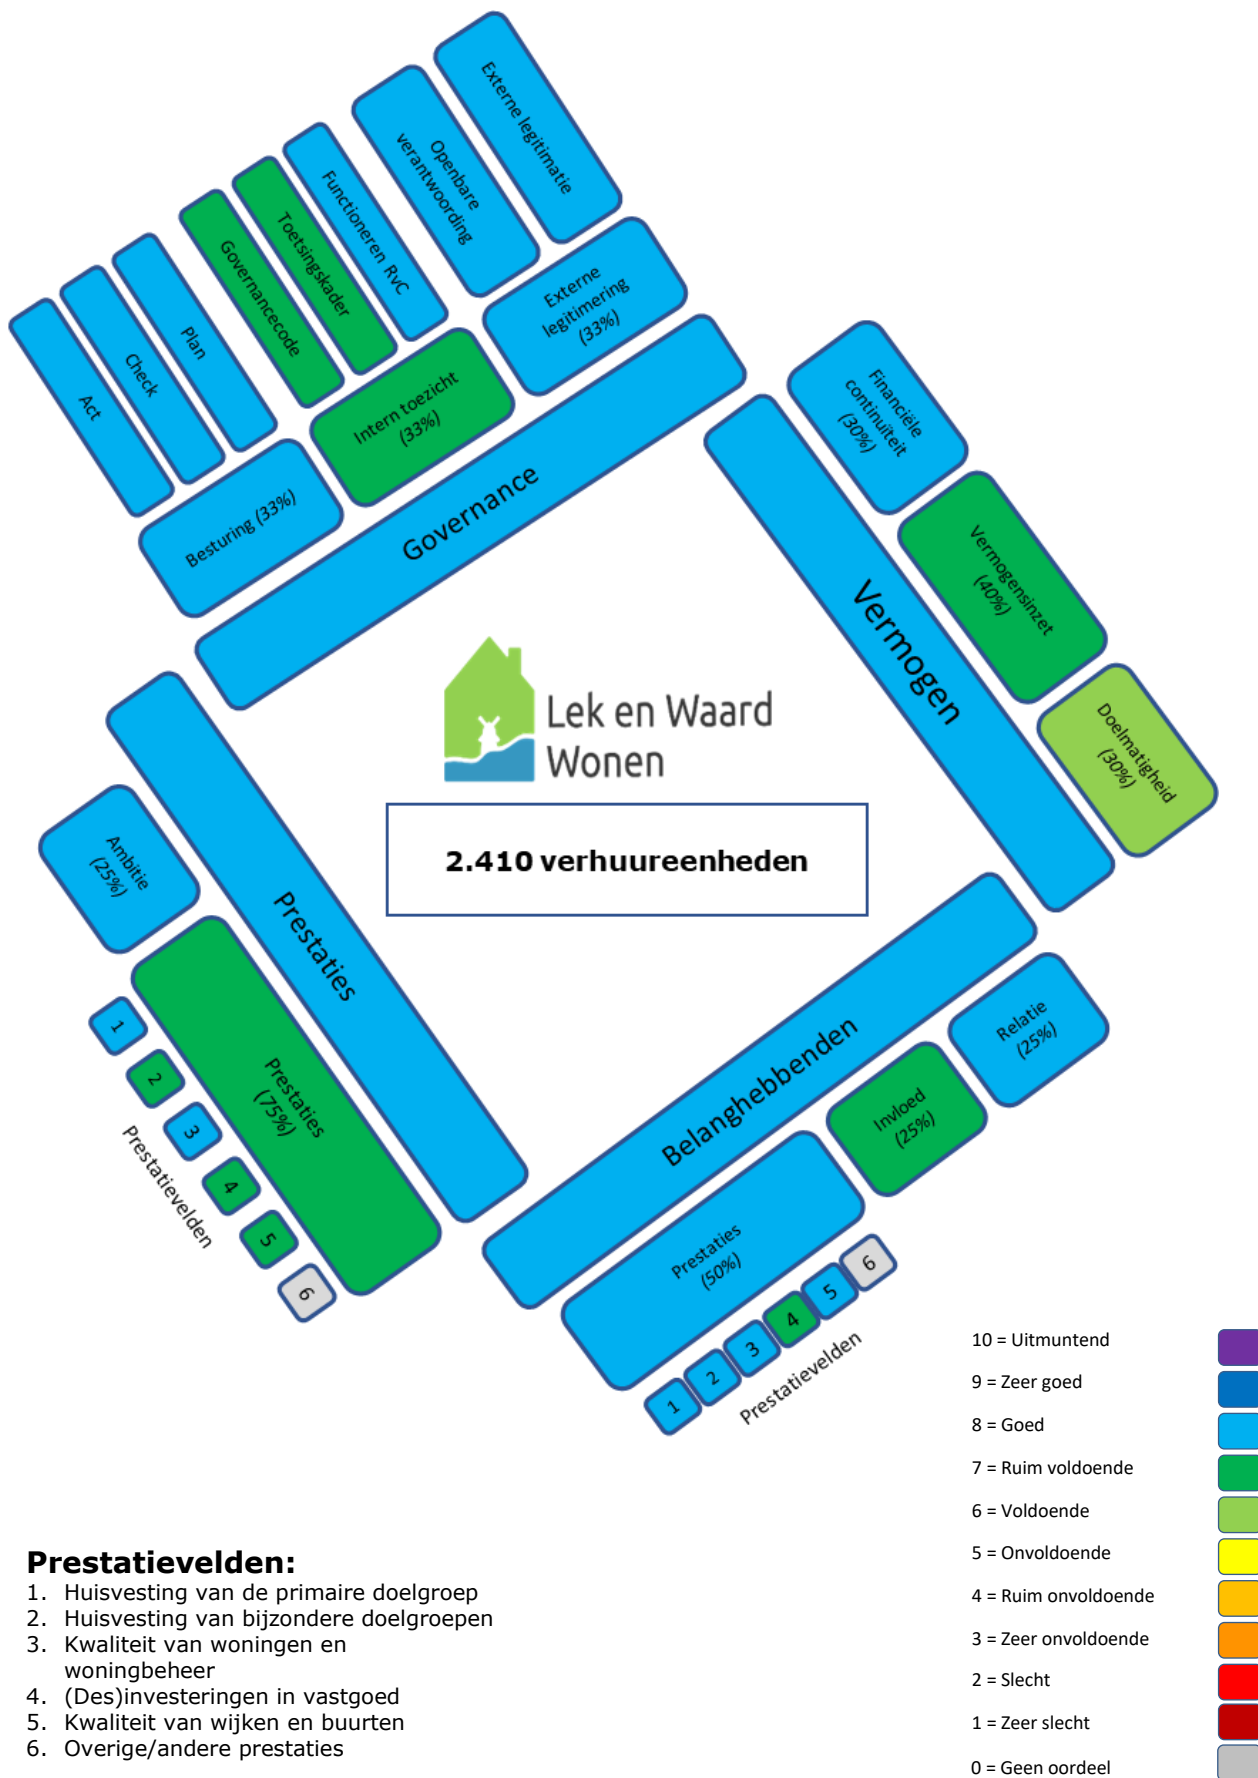 Externe legitimatie
Openbare
verantwoording
Functioneren RvC
Toetsingskader
Governancecode
Plan
Check
Act
Externe
legitimering
(33%)
Intern toezicht
(33%)
Besturing (33%)
Governance
Financiële
continuïteit
(30%)
Vermogensinzet
(40%)
Doelmatigheid
(30%)
Vermogen
Lek en Waard
Wonen
2.410 verhuureenheden
Ambitie
(25%)
Prestaties
Prestaties
(75%)
1
2
3
4
5
6
Prestatievelden
Belanghebbenden
Relatie
(25%)
Invloed
(25%)
Prestaties
(50%)
1
2
3
4
5
6
Prestatievelden
10 = Uitmuntend
9 = Zeer goed
8 = Goed
7 = Ruim voldoende
6 = Voldoende
5 = Onvoldoende
4 = Ruim onvoldoende
3 = Zeer onvoldoende
2 = Slecht
1 = Zeer slecht
0 = Geen oordeel
Prestatievelden:
1. Huisvesting van de primaire doelgroep
2. Huisvesting van bijzondere doelgroepen
3. Kwaliteit van woningen en
woningbeheer
4. (Des)investeringen in vastgoed
5. Kwaliteit van wijken en buurten
6. Overige/andere prestaties